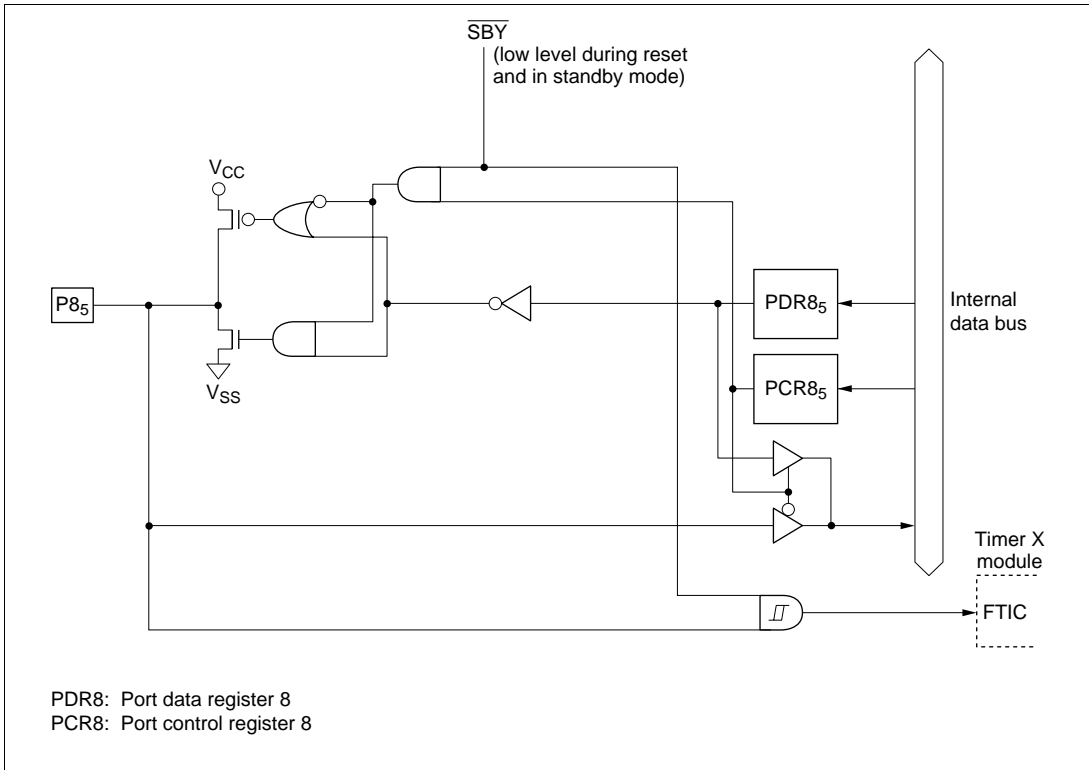 SBY
(low level during reset
and in standby mode)
VCC
P85
VSS
PDR85
PCR85
Internal
data bus
Timer X
module
FTIC
PDR8: Port data register 8
PCR8: Port control register 8